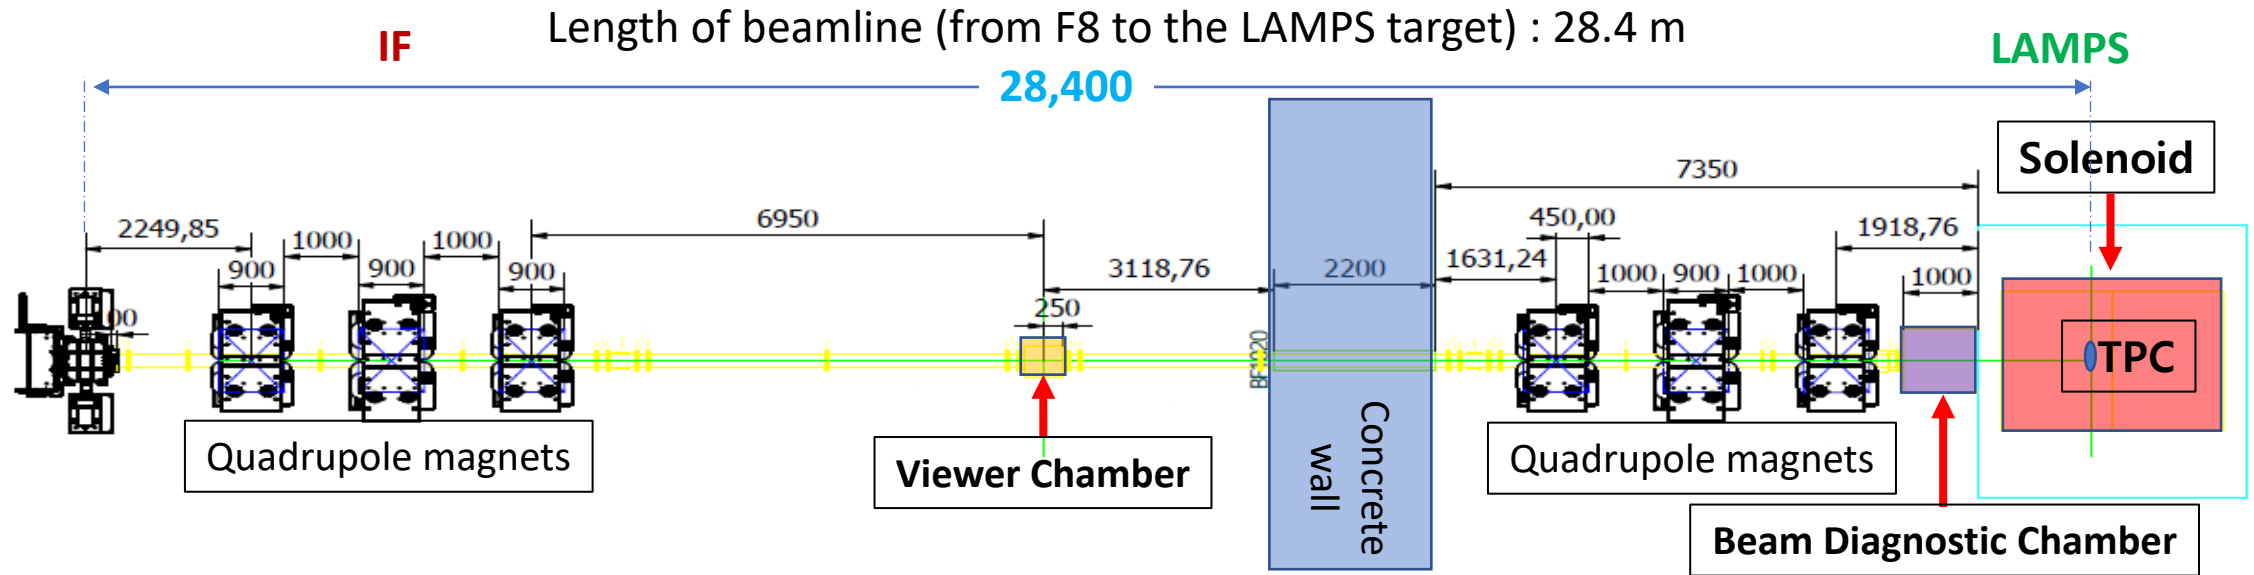 Length of beamline (from F8 to the LAMPS target) : 28.4 m
IF
LAMPS
28,400
Solenoid
7350
6950
450,00
2249,85
1000
1000
1918,76
3118,76
2200
1631,24
900
900
900
1000
900
1000
1000
00
250
BF1020
TPC
Concrete
wall
Quadrupole magnets
Viewer Chamber
Quadrupole magnets
Beam Diagnostic Chamber